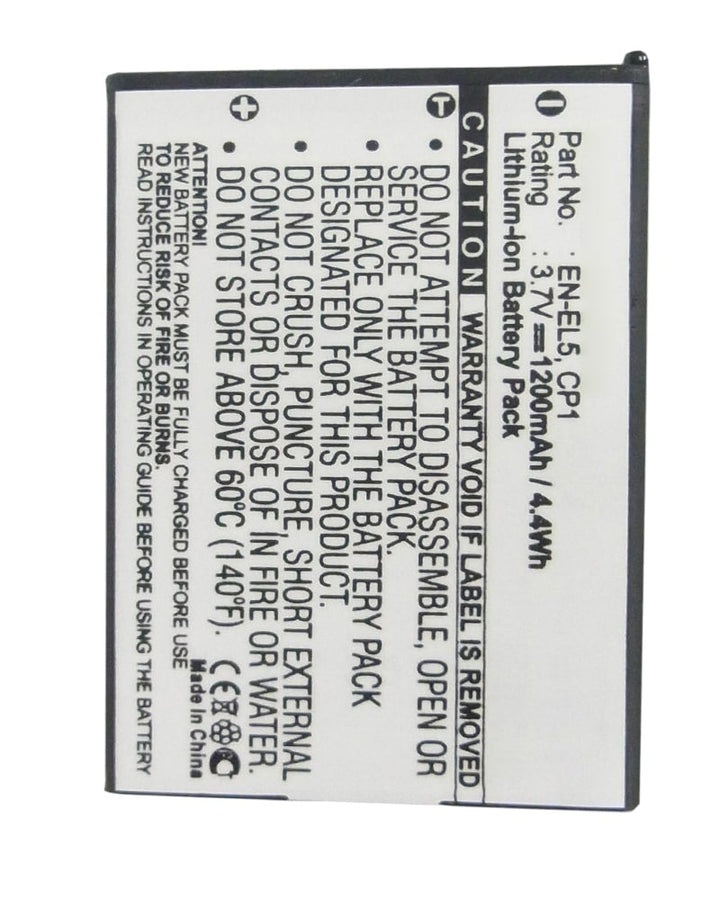 Part No. : EN-EL5, CP1
Rating : 3.7V⎓1200mAh / 4.4Wh
Lithium-Ion Battery Pack
CAUTION WARRANTY VOID IF LABEL IS REMOVED
• DO NOT ATTEMPT TO DISASSEMBLE, OPEN OR
SERVICE THE BATTERY PACK.
• REPLACE ONLY WITH THE BATTERY PACK
DESIGNATED FOR THIS PRODUCT.
• DO NOT CRUSH, PUNCTURE, SHORT EXTERNAL
CONTACTS OR DISPOSE OF IN FIRE OR WATER.
• DO NOT STORE ABOVE 60°C (140°F). CE
ATTENTION! Made in China
NEW BATTERY PACK MUST BE FULLY CHARGED BEFORE USE
TO REDUCE RISK OF FIRE OR BURNS.
READ INSTRUCTIONS IN OPERATING GUIDE BEFORE USING THE BATTERY
− T +